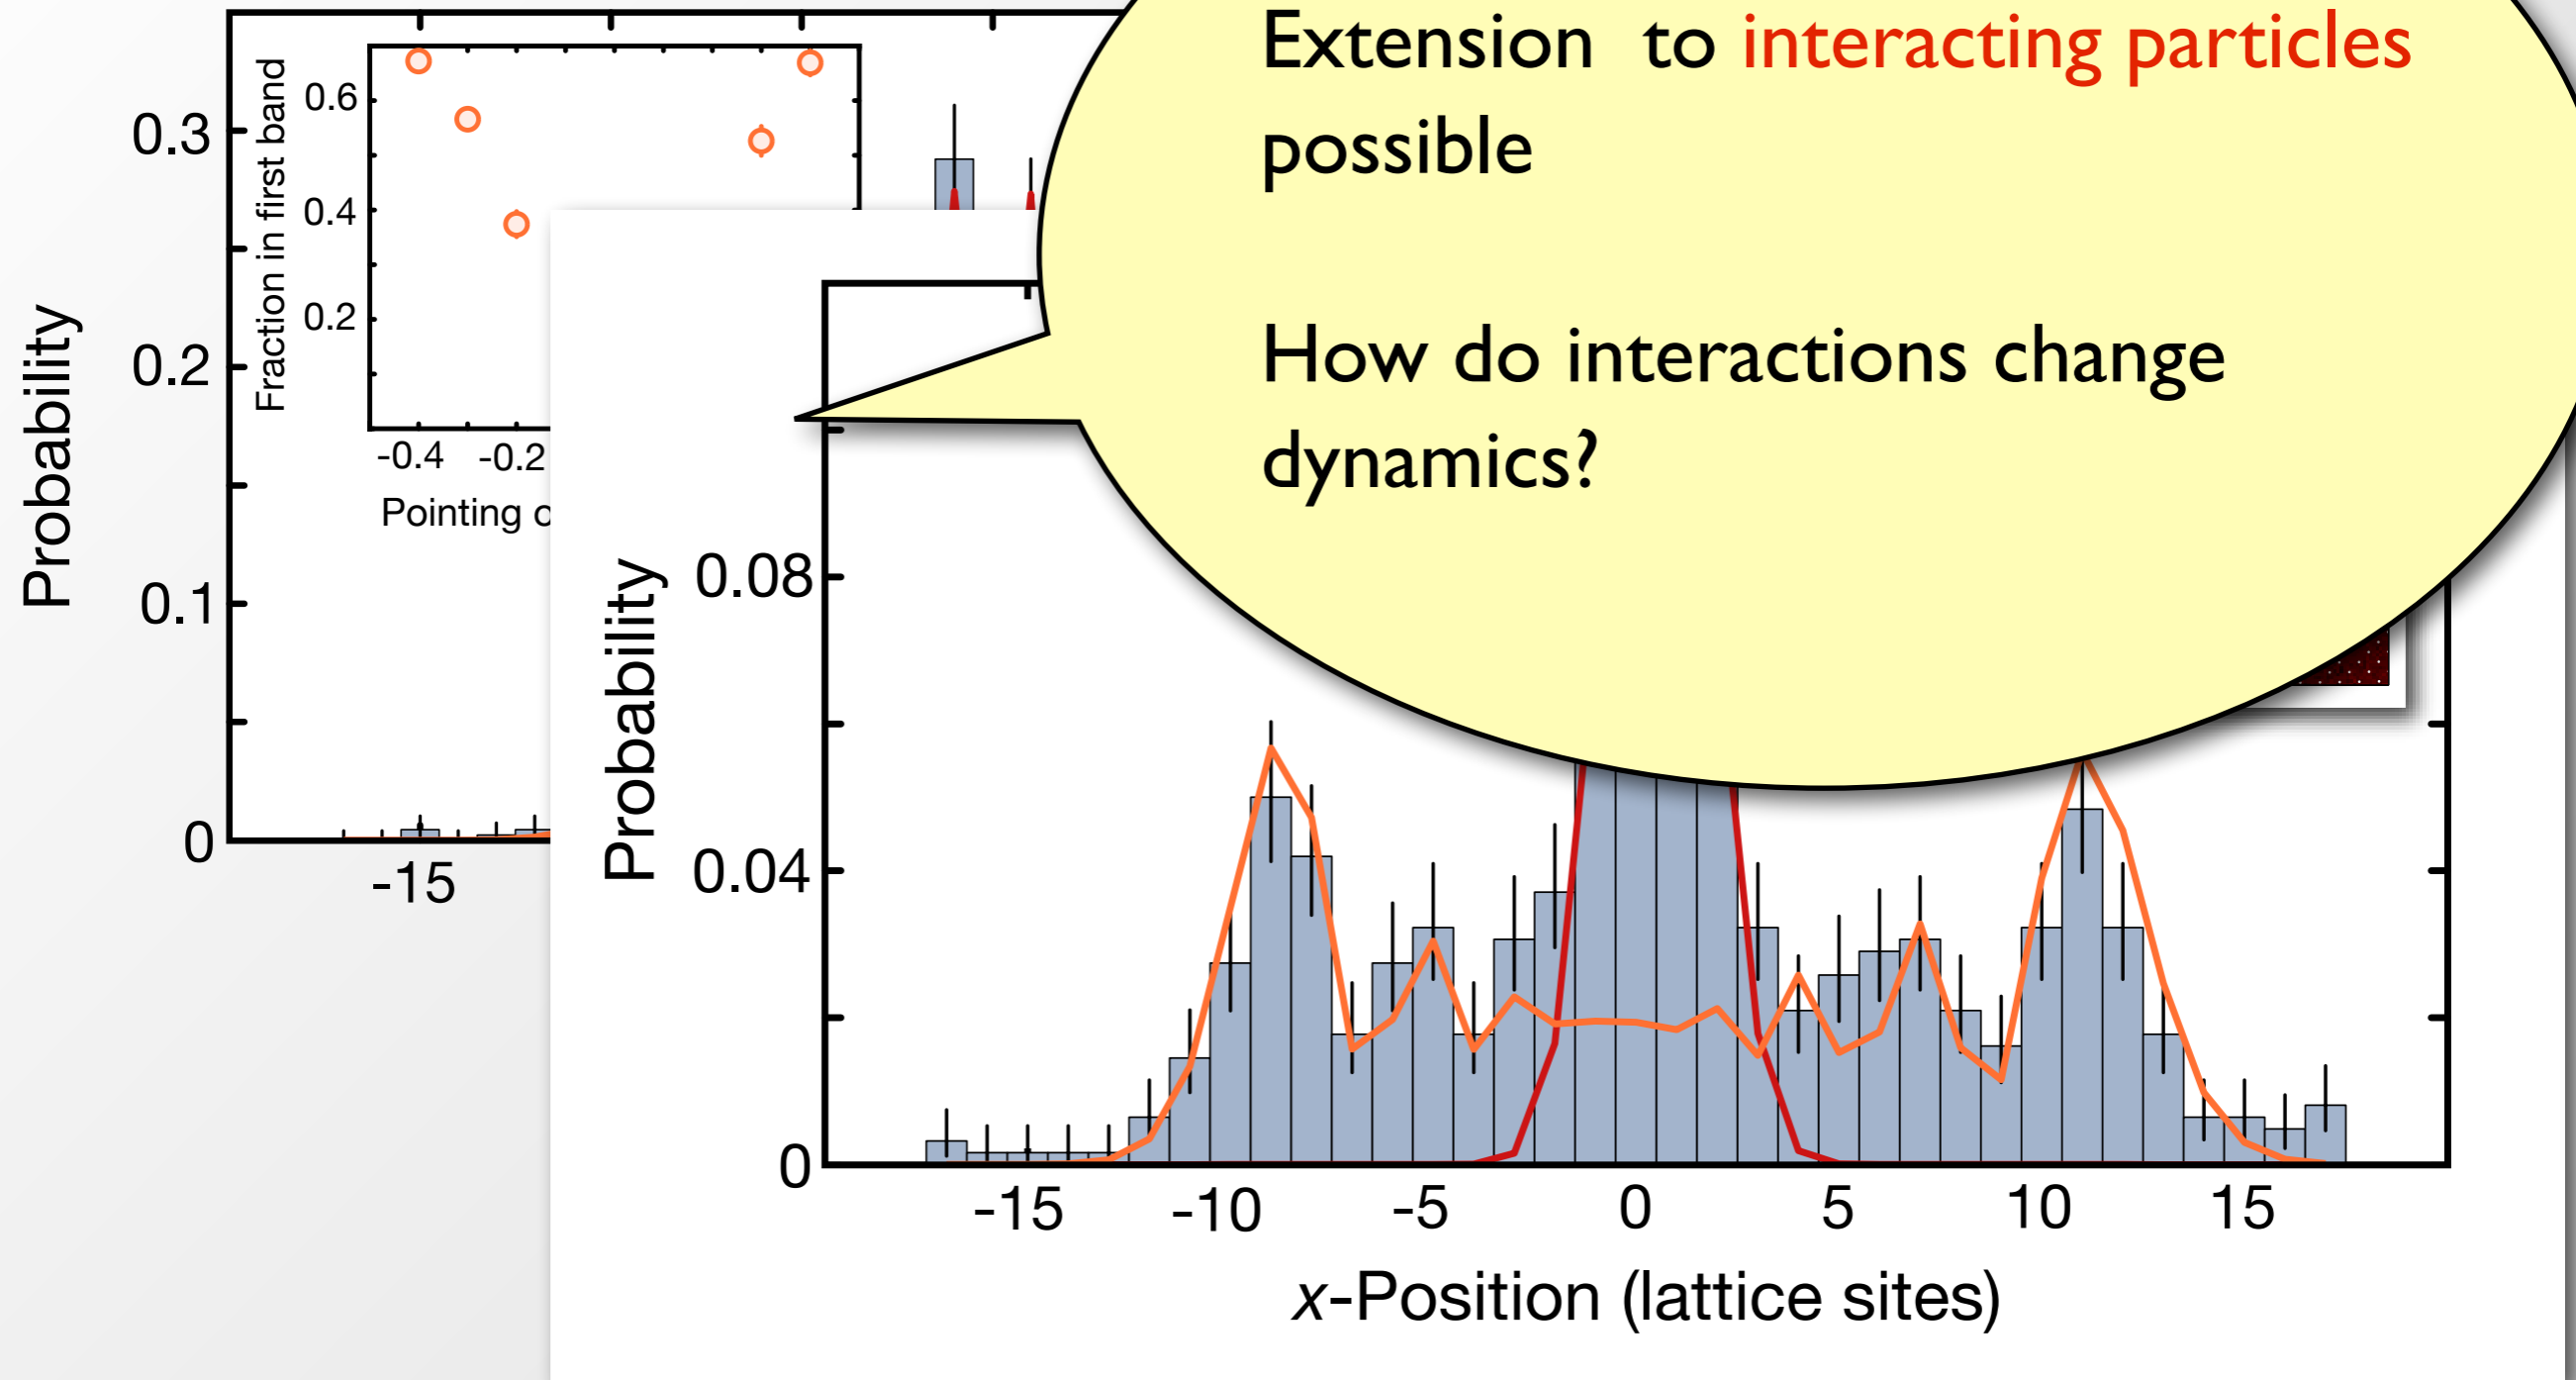 Extension to interacting particles
possible
How do interactions change
dynamics?
Probability
0.3
0.2
0.1
0
-15
Fraction in first band
0.6
0.4
0.2
-0.4 -0.2
Pointing
Probability
0.08
0.04
0
-15 -10 -5 0 5 10 15
x-Position (lattice sites)